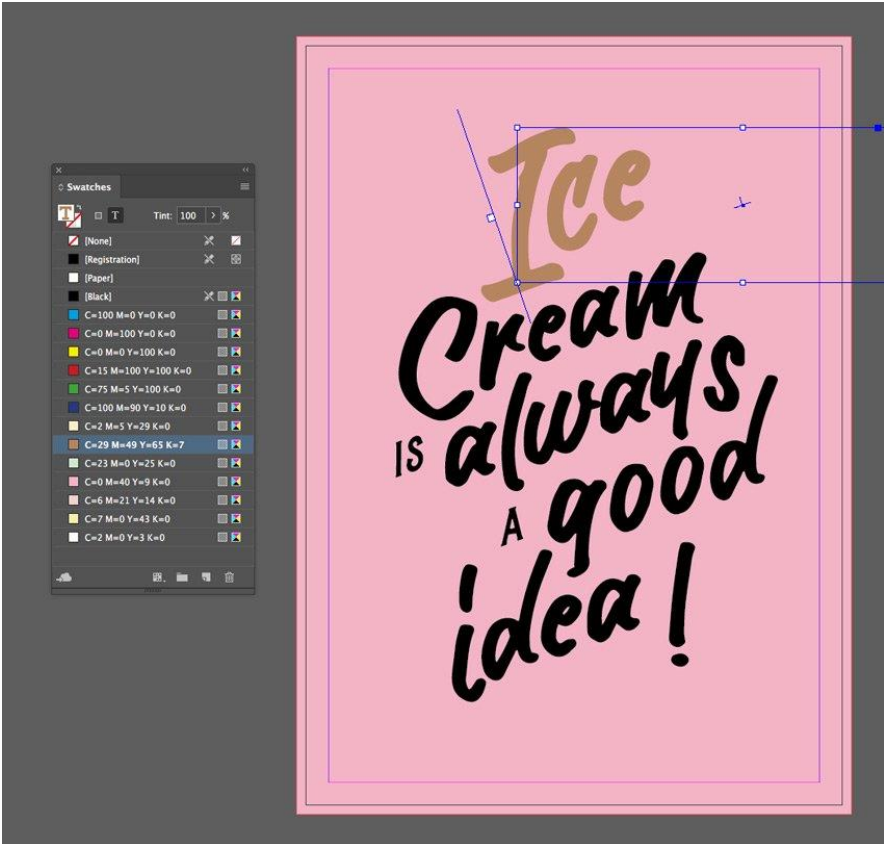 Swatches
T
T
Tint: 100 > %
[None]
[Registration]
[Paper]
[Black]
C=100 M=0 Y=0 K=0
C=0 M=100 Y=0 K=0
C=0 M=0 Y=100 K=0
C=15 M=100 Y=100 K=0
C=75 M=5 Y=100 K=0
C=100 M=90 Y=10 K=0
C=2 M=5 Y=29 K=0
C=29 M=49 Y=65 K=7
C=23 M=0 Y=25 K=0
C=0 M=40 Y=9 K=0
C=6 M=21 Y=14 K=0
C=7 M=0 Y=43 K=0
C=2 M=0 Y=3 K=0
Ice
Cream
IS always
A good
idea!